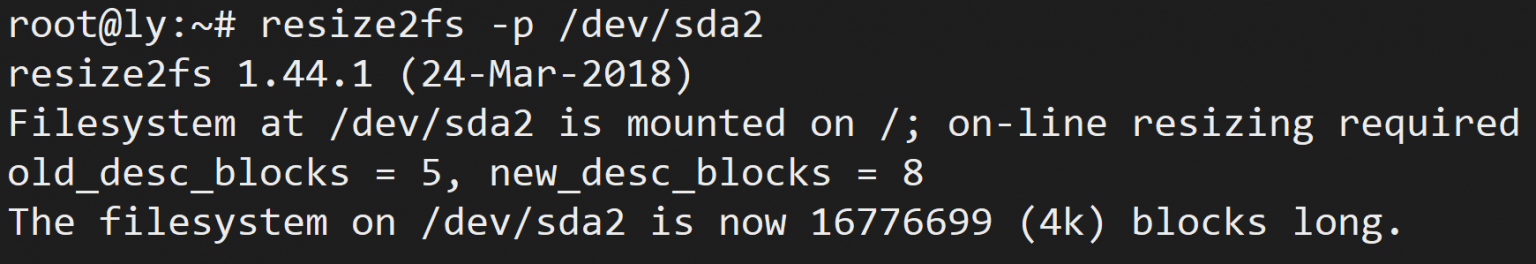 root@ly:~# resize2fs -p /dev/sda2
resize2fs 1.44.1 (24-Mar-2018)
Filesystem at /dev/sda2 is mounted on /; on-line resizing required
old_desc_blocks = 5, new_desc_blocks = 8
The filesystem on /dev/sda2 is now 16776699 (4k) blocks long.